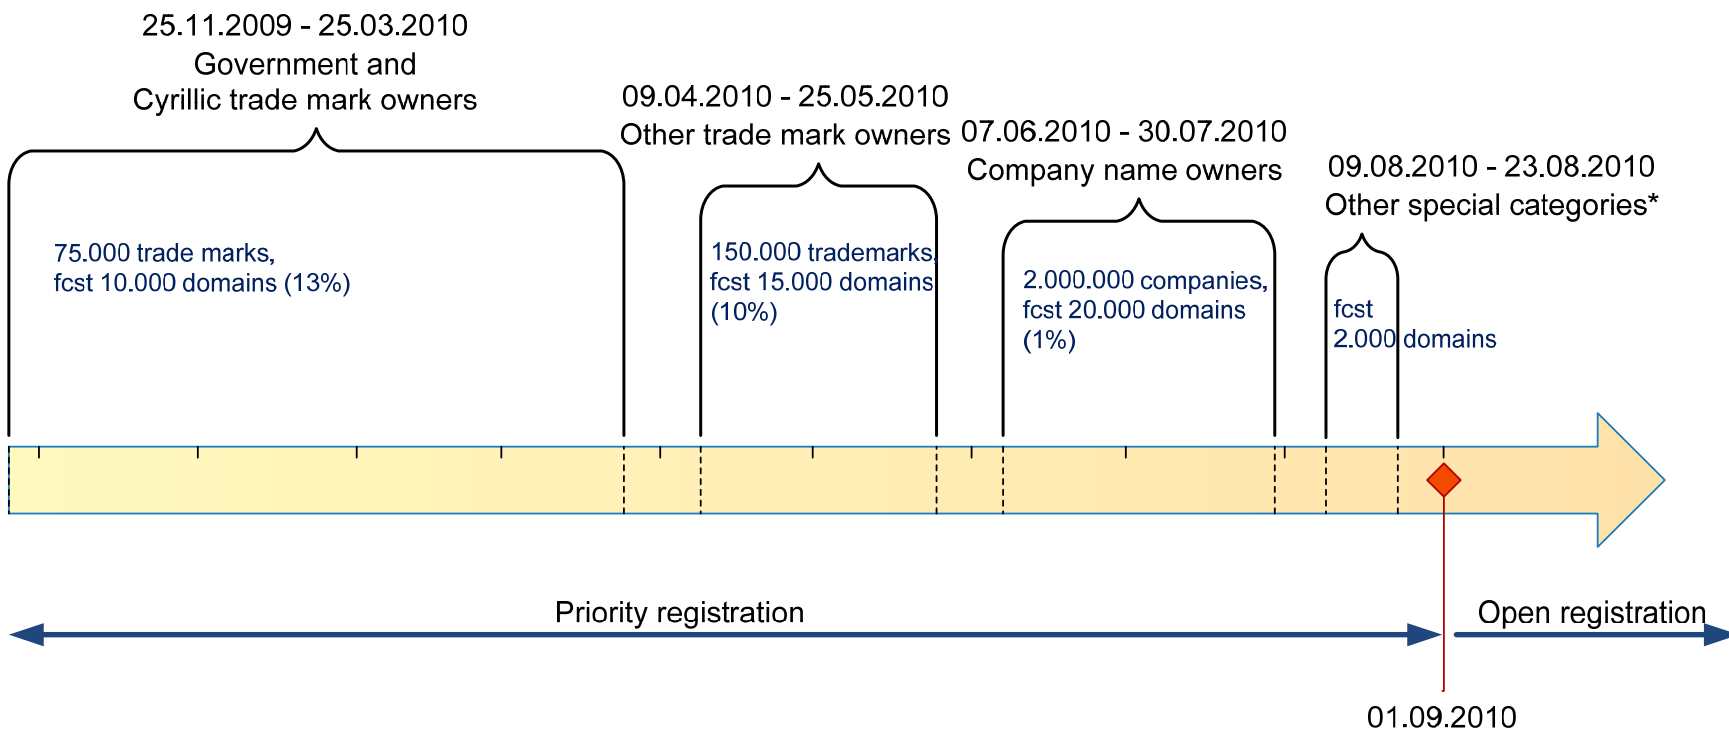 25.11.2009 - 25.03.2010
Government and
Cyrillic trade mark owners
09.04.2010 - 25.05.2010
Other trade mark owners
07.06.2010 - 30.07.2010
Company name owners
09.08.2010 - 23.08.2010
Other special categories*
75.000 trade marks,
fcst 10.000 domains (13%)
150.000 trademarks,
fcst 15.000 domains
(10%)
2.000.000 companies,
fcst 20.000 domains
(1%)
fcst
2.000 domains
Priority registration
Open registration
01.09.2010